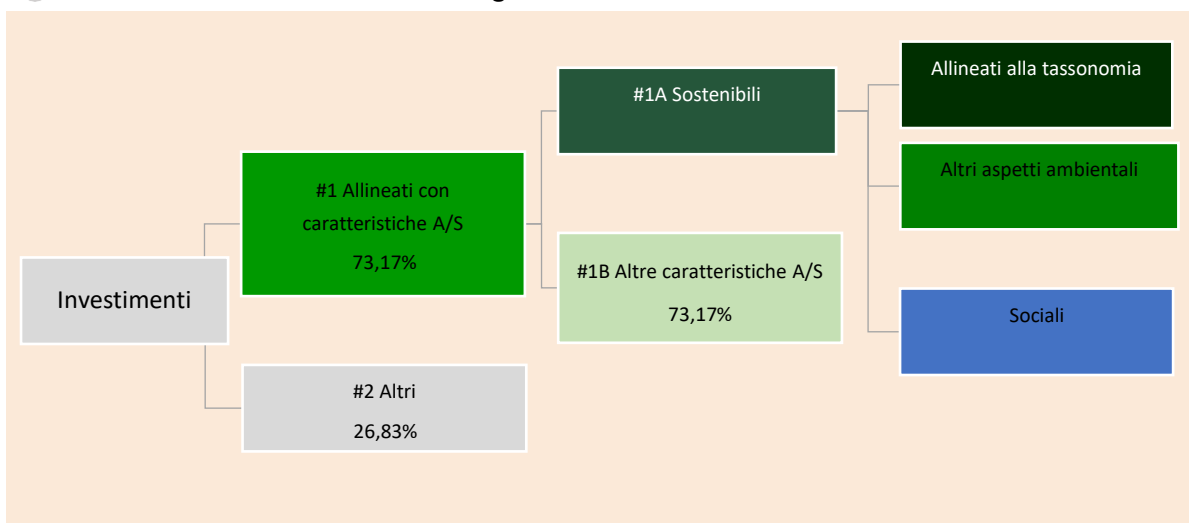 Investimenti
#1 Allineati con
caratteristiche A/S
73,17%
#2 Altri
26,83%
#1A Sostenibili
#1B Altre caratteristiche A/S
73,17%
Allineati alla tassonomia
Altri aspetti ambientali
Sociali